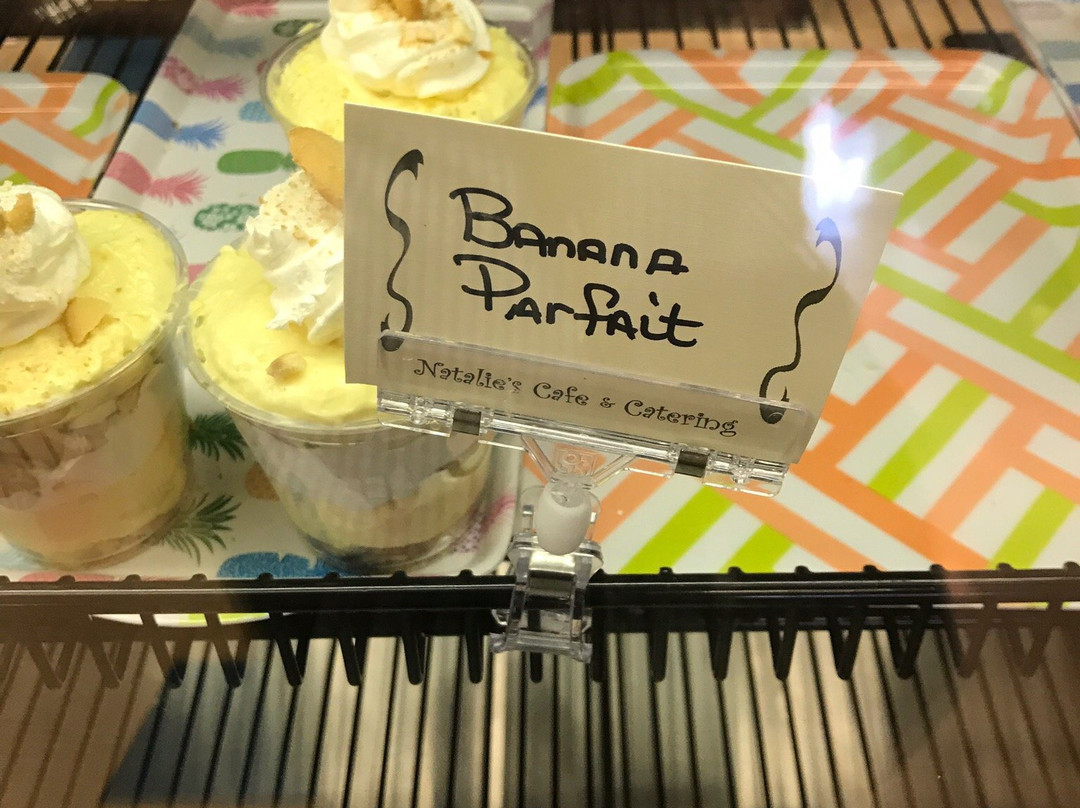 Banana
Parfait
Natalie's Cafe & Catering